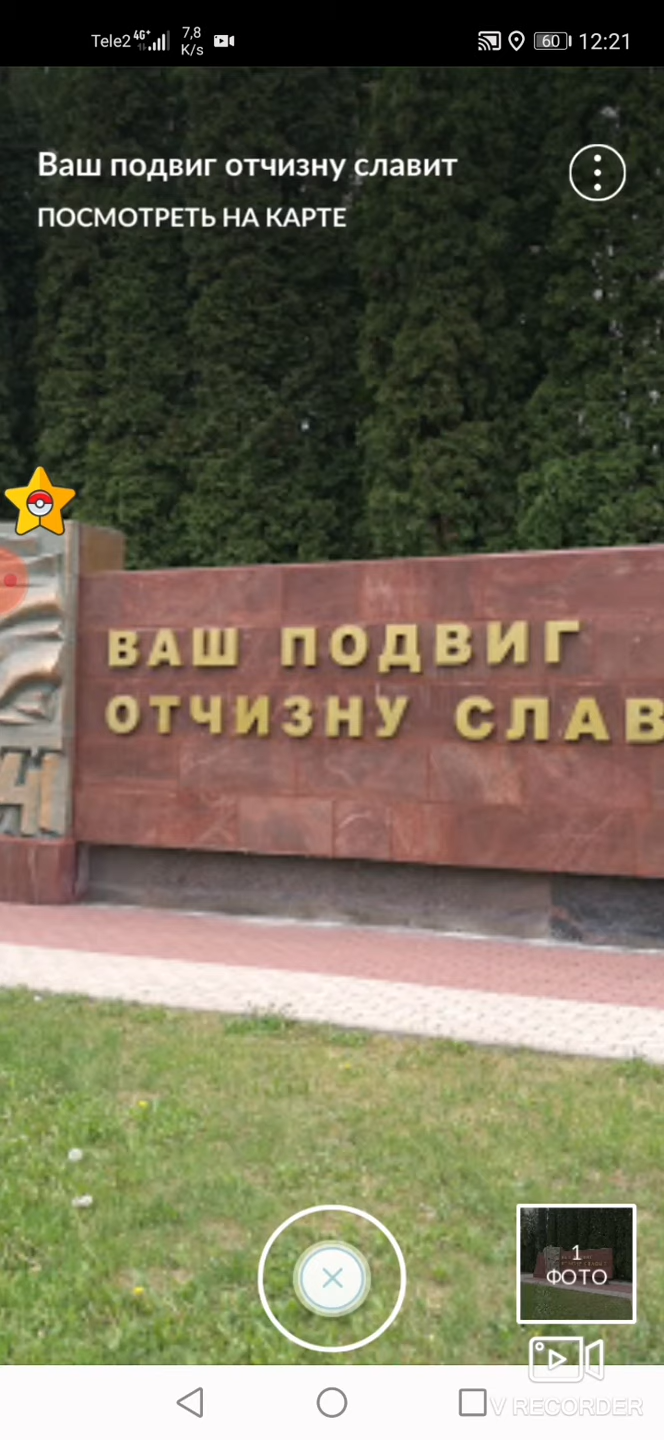 Tele2 4G+ 7,8 K/s 60 12:21
Ваш подвиг отчизну славит
ПОСМОТРЕТЬ НА КАРТЕ
ВАШ ПОДВИГ
ОТЧИЗНУ СЛАВ
1
ФОТО
V RECORDER